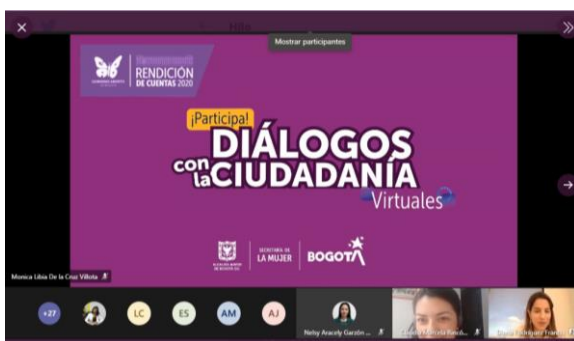 Mostrar participantes
RENDICIÓN
DE CUENTAS 2020
¡Participa!
DIÁLOGOS
con la CIUDADANÍA
Virtuales
SECRETARÍA DE
LA MUJER
BOGOTÁ
Monica Libia De la Cruz Villota
+27
LC
ES
AM
AJ
Nelsy Aracely Garzón ...